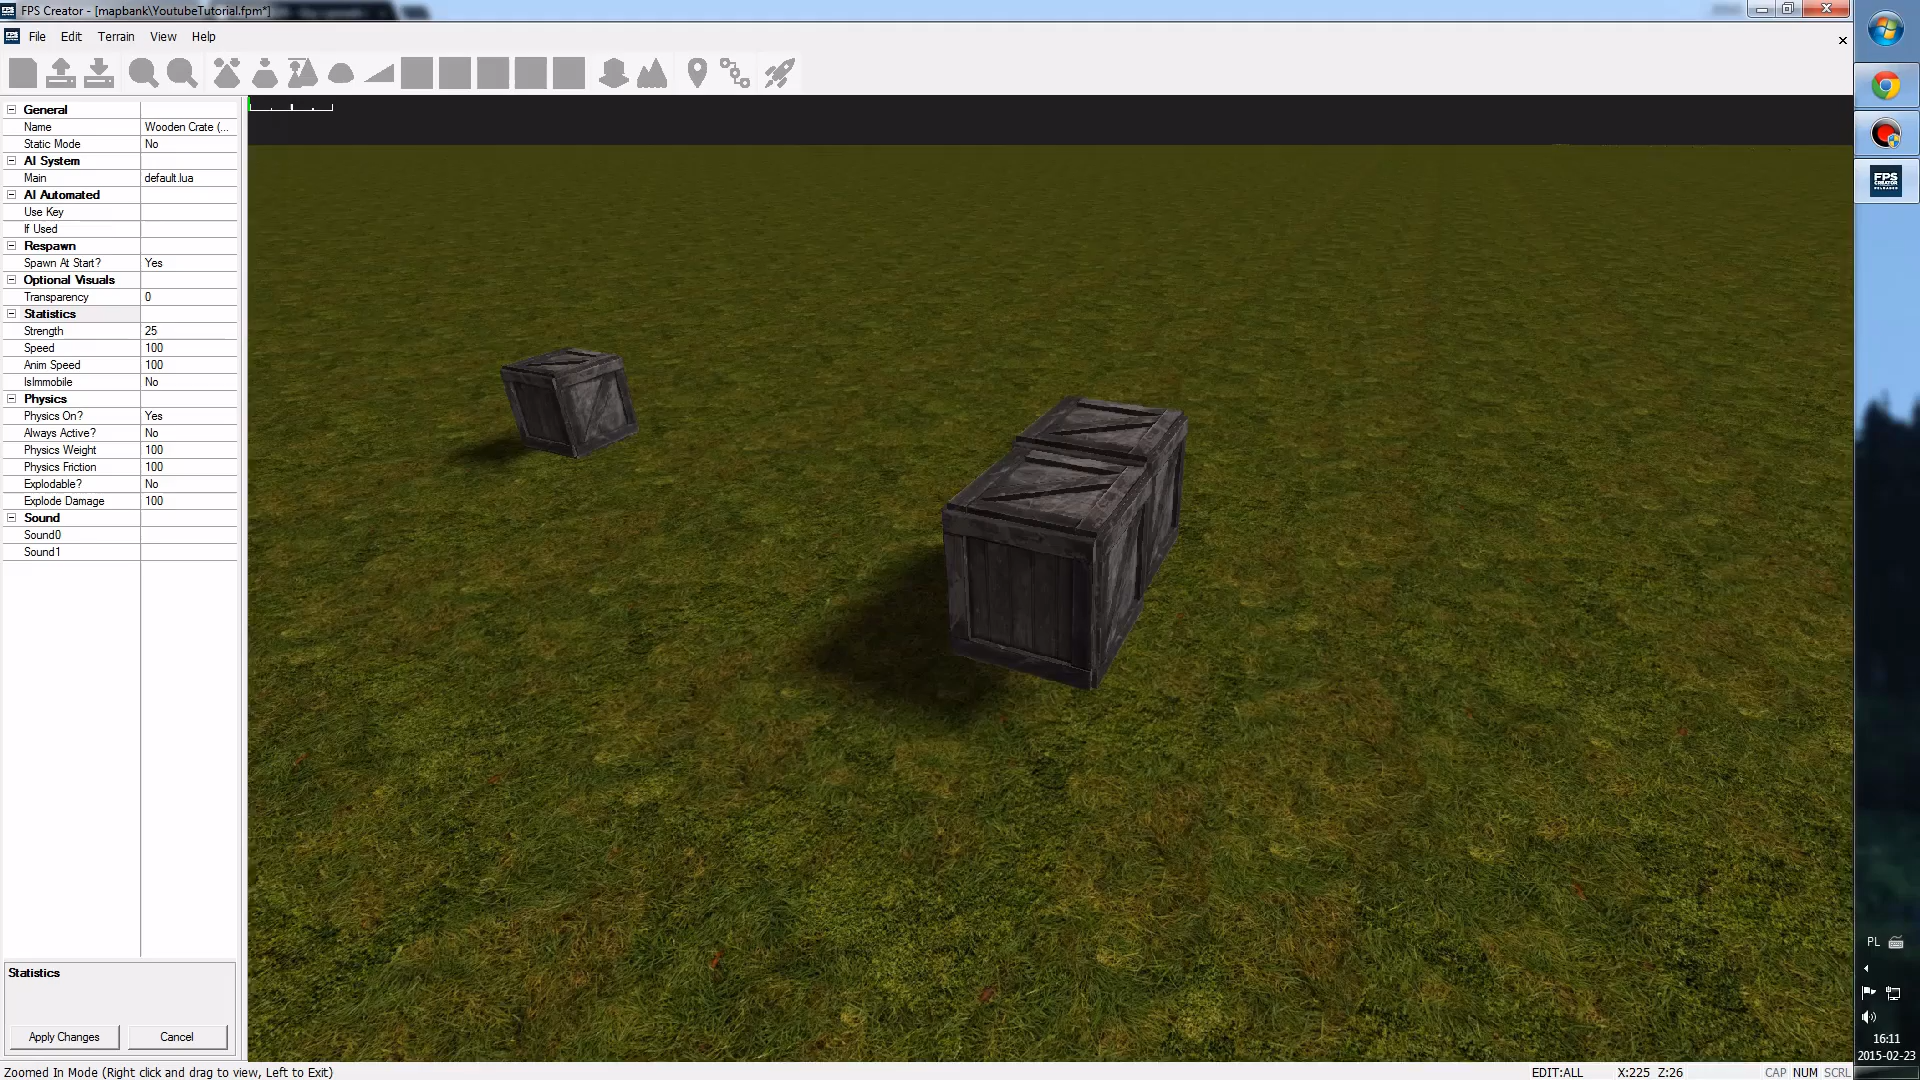 FPS Creator - [mapbank\YoutubeTutorial.fpm*]
File Edit Terrain View Help
General
Name Wooden Crate (...
Static Mode No
AI System
Main default.lua
AI Automated
Use Key
If Used
Respawn
Spawn At Start? Yes
Optional Visuals
Transparency 0
Statistics
Strength 25
Speed 100
Anim Speed 100
IsImmobile No
Physics
Physics On? Yes
Always Active? No
Physics Weight 100
Physics Friction 100
Explodable? No
Explode Damage 100
Sound
Sound0
Sound1
Statistics
Apply Changes Cancel
Zoomed In Mode (Right click and drag to view, Left to Exit)
EDIT:ALL X:225 Z:26 CAP NUM SCRL
FPS
CREATOR
RELOADED
PL
16:11
2015-02-23